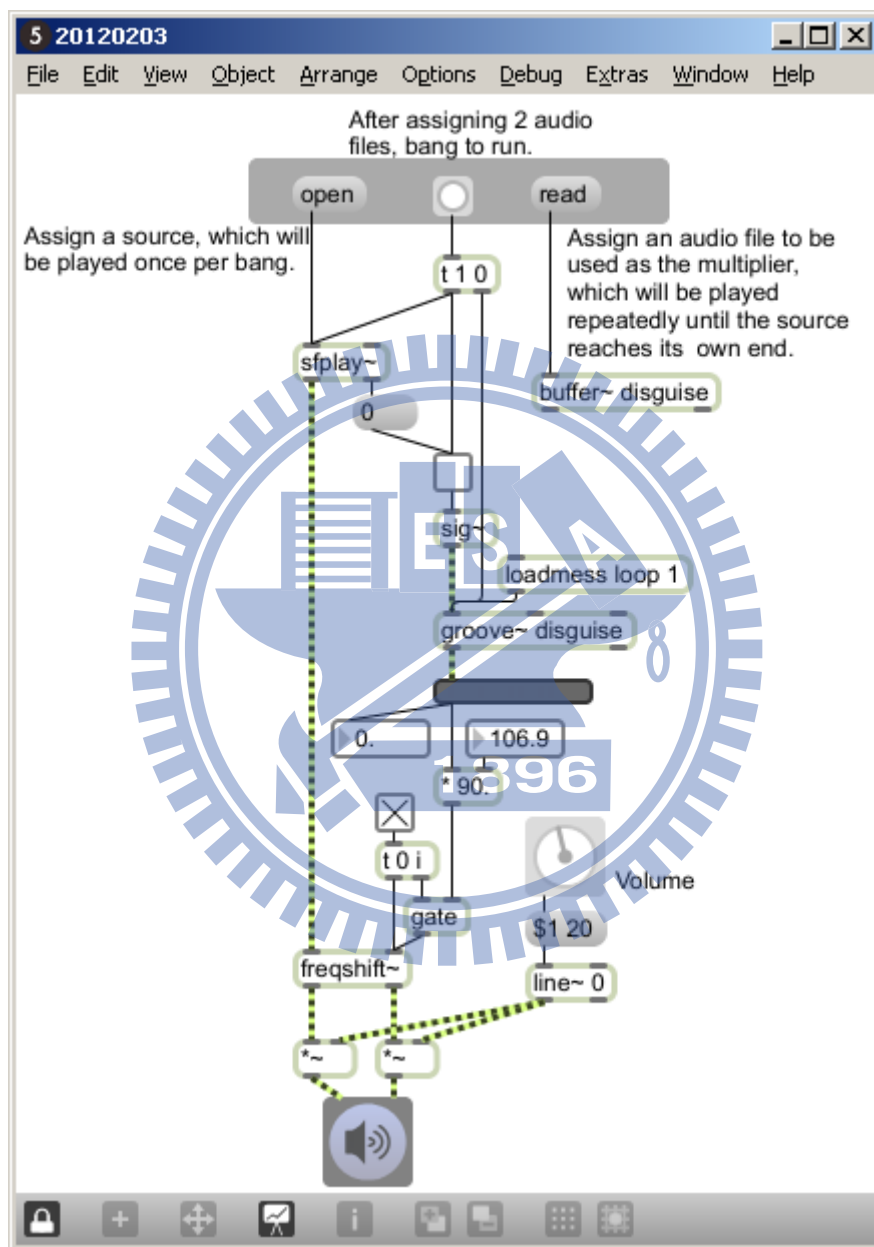 5 20120203
File Edit View Object Arrange Options Debug Extras Window Help
After assigning 2 audio
files, bang to run.
open
read
Assign a source, which will
be played once per bang.
Assign an audio file to be
used as the multiplier,
which will be played
repeatedly until the source
reaches its own end.
t 1 0
sfplay~
buffer~ disguise
0
ES
A
sig~
loadmess loop 1
groove~ disguise
8
0.
106.9
1896
* 90.
t 0 i
Volume
gate
$1 20
freqshift~
line~ 0
*~
*~